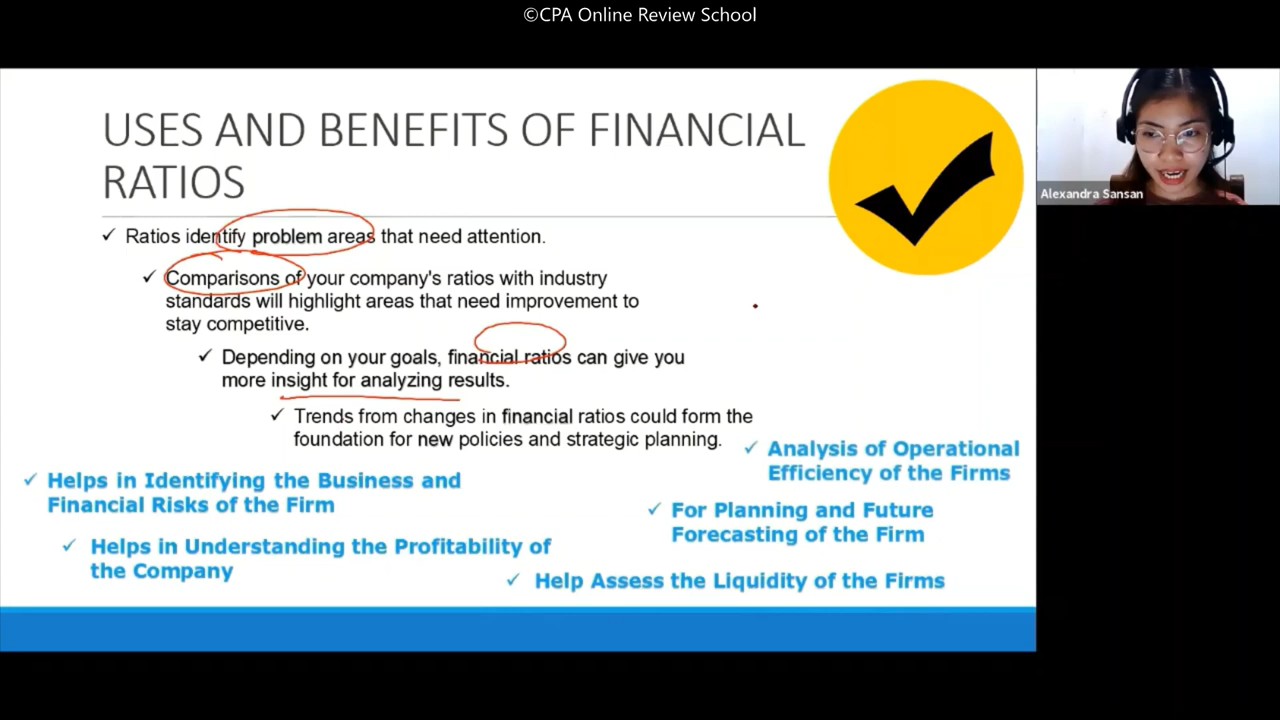 ©CPA Online Review School
USES AND BENEFITS OF FINANCIAL
RATIOS
Alexandra Sansan
✓ Ratios identify problem areas that need attention.
✓ Comparisons of your company's ratios with industry
standards will highlight areas that need improvement to
stay competitive.
✓ Depending on your goals, financial ratios can give you
more insight for analyzing results.
✓ Trends from changes in financial ratios could form the
foundation for new policies and strategic planning.
✓ Analysis of Operational
Efficiency of the Firms
✓ Helps in Identifying the Business and
Financial Risks of the Firm
✓ For Planning and Future
Forecasting of the Firm
✓ Helps in Understanding the Profitability of
the Company
✓ Help Assess the Liquidity of the Firms